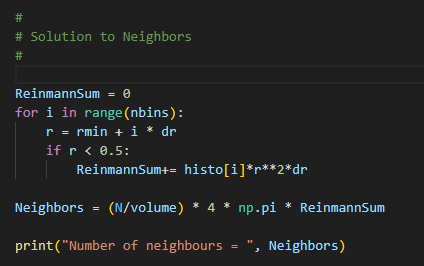 #
# Solution to Neighbors
#
ReinmannSum = 0
for i in range(nbins):
    r = rmin + i * dr
    if r < 0.5:
        ReinmannSum+= histo[i]*r**2*dr
Neighbors = (N/volume) * 4 * np.pi * ReinmannSum
print("Number of neighbours = ", Neighbors)